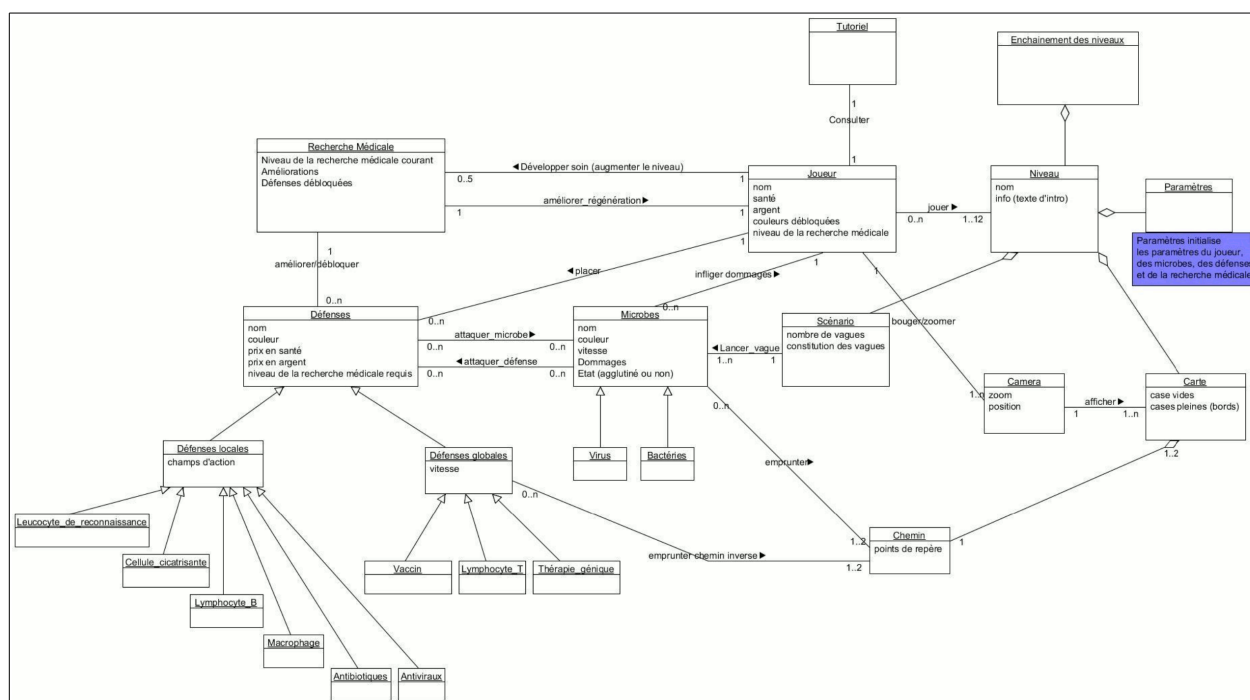 Tutoriel
Enchainement des niveaux
1
Consulter
1
Recherche Médicale
Niveau de la recherche médicale courant
Améliorations
Défenses débloquées
◄Développer soin (augmenter le niveau)
0..5
1
améliorer_régénération►
1
1
Joueur
nom
santé
argent
couleurs débloquées
niveau de la recherche médicale
jouer ►
0..n
1..12
Niveau
nom
info (texte d'intro)
Paramètres
Paramètres initialise
les paramètres du joueur,
des microbes, des défenses
et de la recherche médicale
1
améliorer/débloquer
0..n
1
◄placer
0..n
1
infliger dommages►
0..n
1
bouger/zoomer
1..n
Défenses
nom
couleur
prix en santé
prix en argent
niveau de la recherche médicale requis
attaquer_microbe►
0..n
0..n
◄attaquer_défense
0..n
0..n
Microbes
nom
couleur
vitesse
Dommages
Etat (agglutiné ou non)
◄Lancer_vague
1..n
1
Scénario
nombre de vagues
constitution des vagues
Camera
zoom
position
afficher ►
1
1..n
Carte
case vides
cases pleines (bords)
1..2
0..n
emprunter►
1..2
Défenses locales
champs d'action
Défenses globales
vitesse
0..n
Virus
Bactéries
Leucocyte_de_reconnaissance
Cellule_cicatrisante
Lymphocyte_B
Macrophage
Antibiotiques
Antiviraux
Vaccin
Lymphocyte_T
Thérapie_génique
emprunter chemin inverse ►
1..2
Chemin
points de repère
1